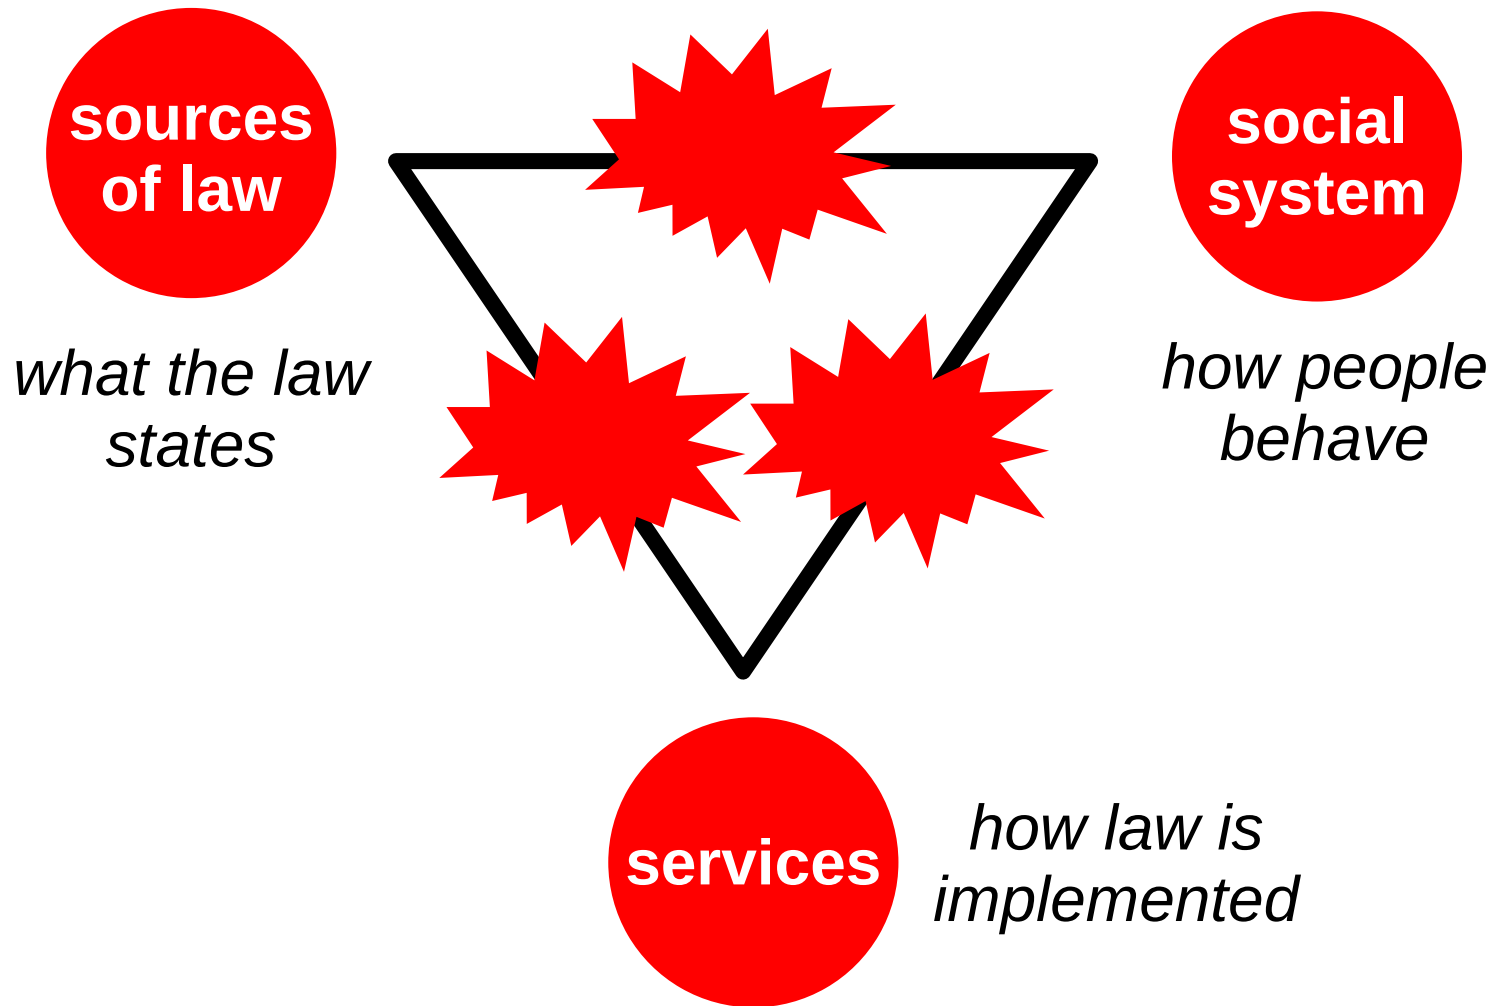 sources
of law
what the law
states
social
system
how people
behave
services
how law is
implemented